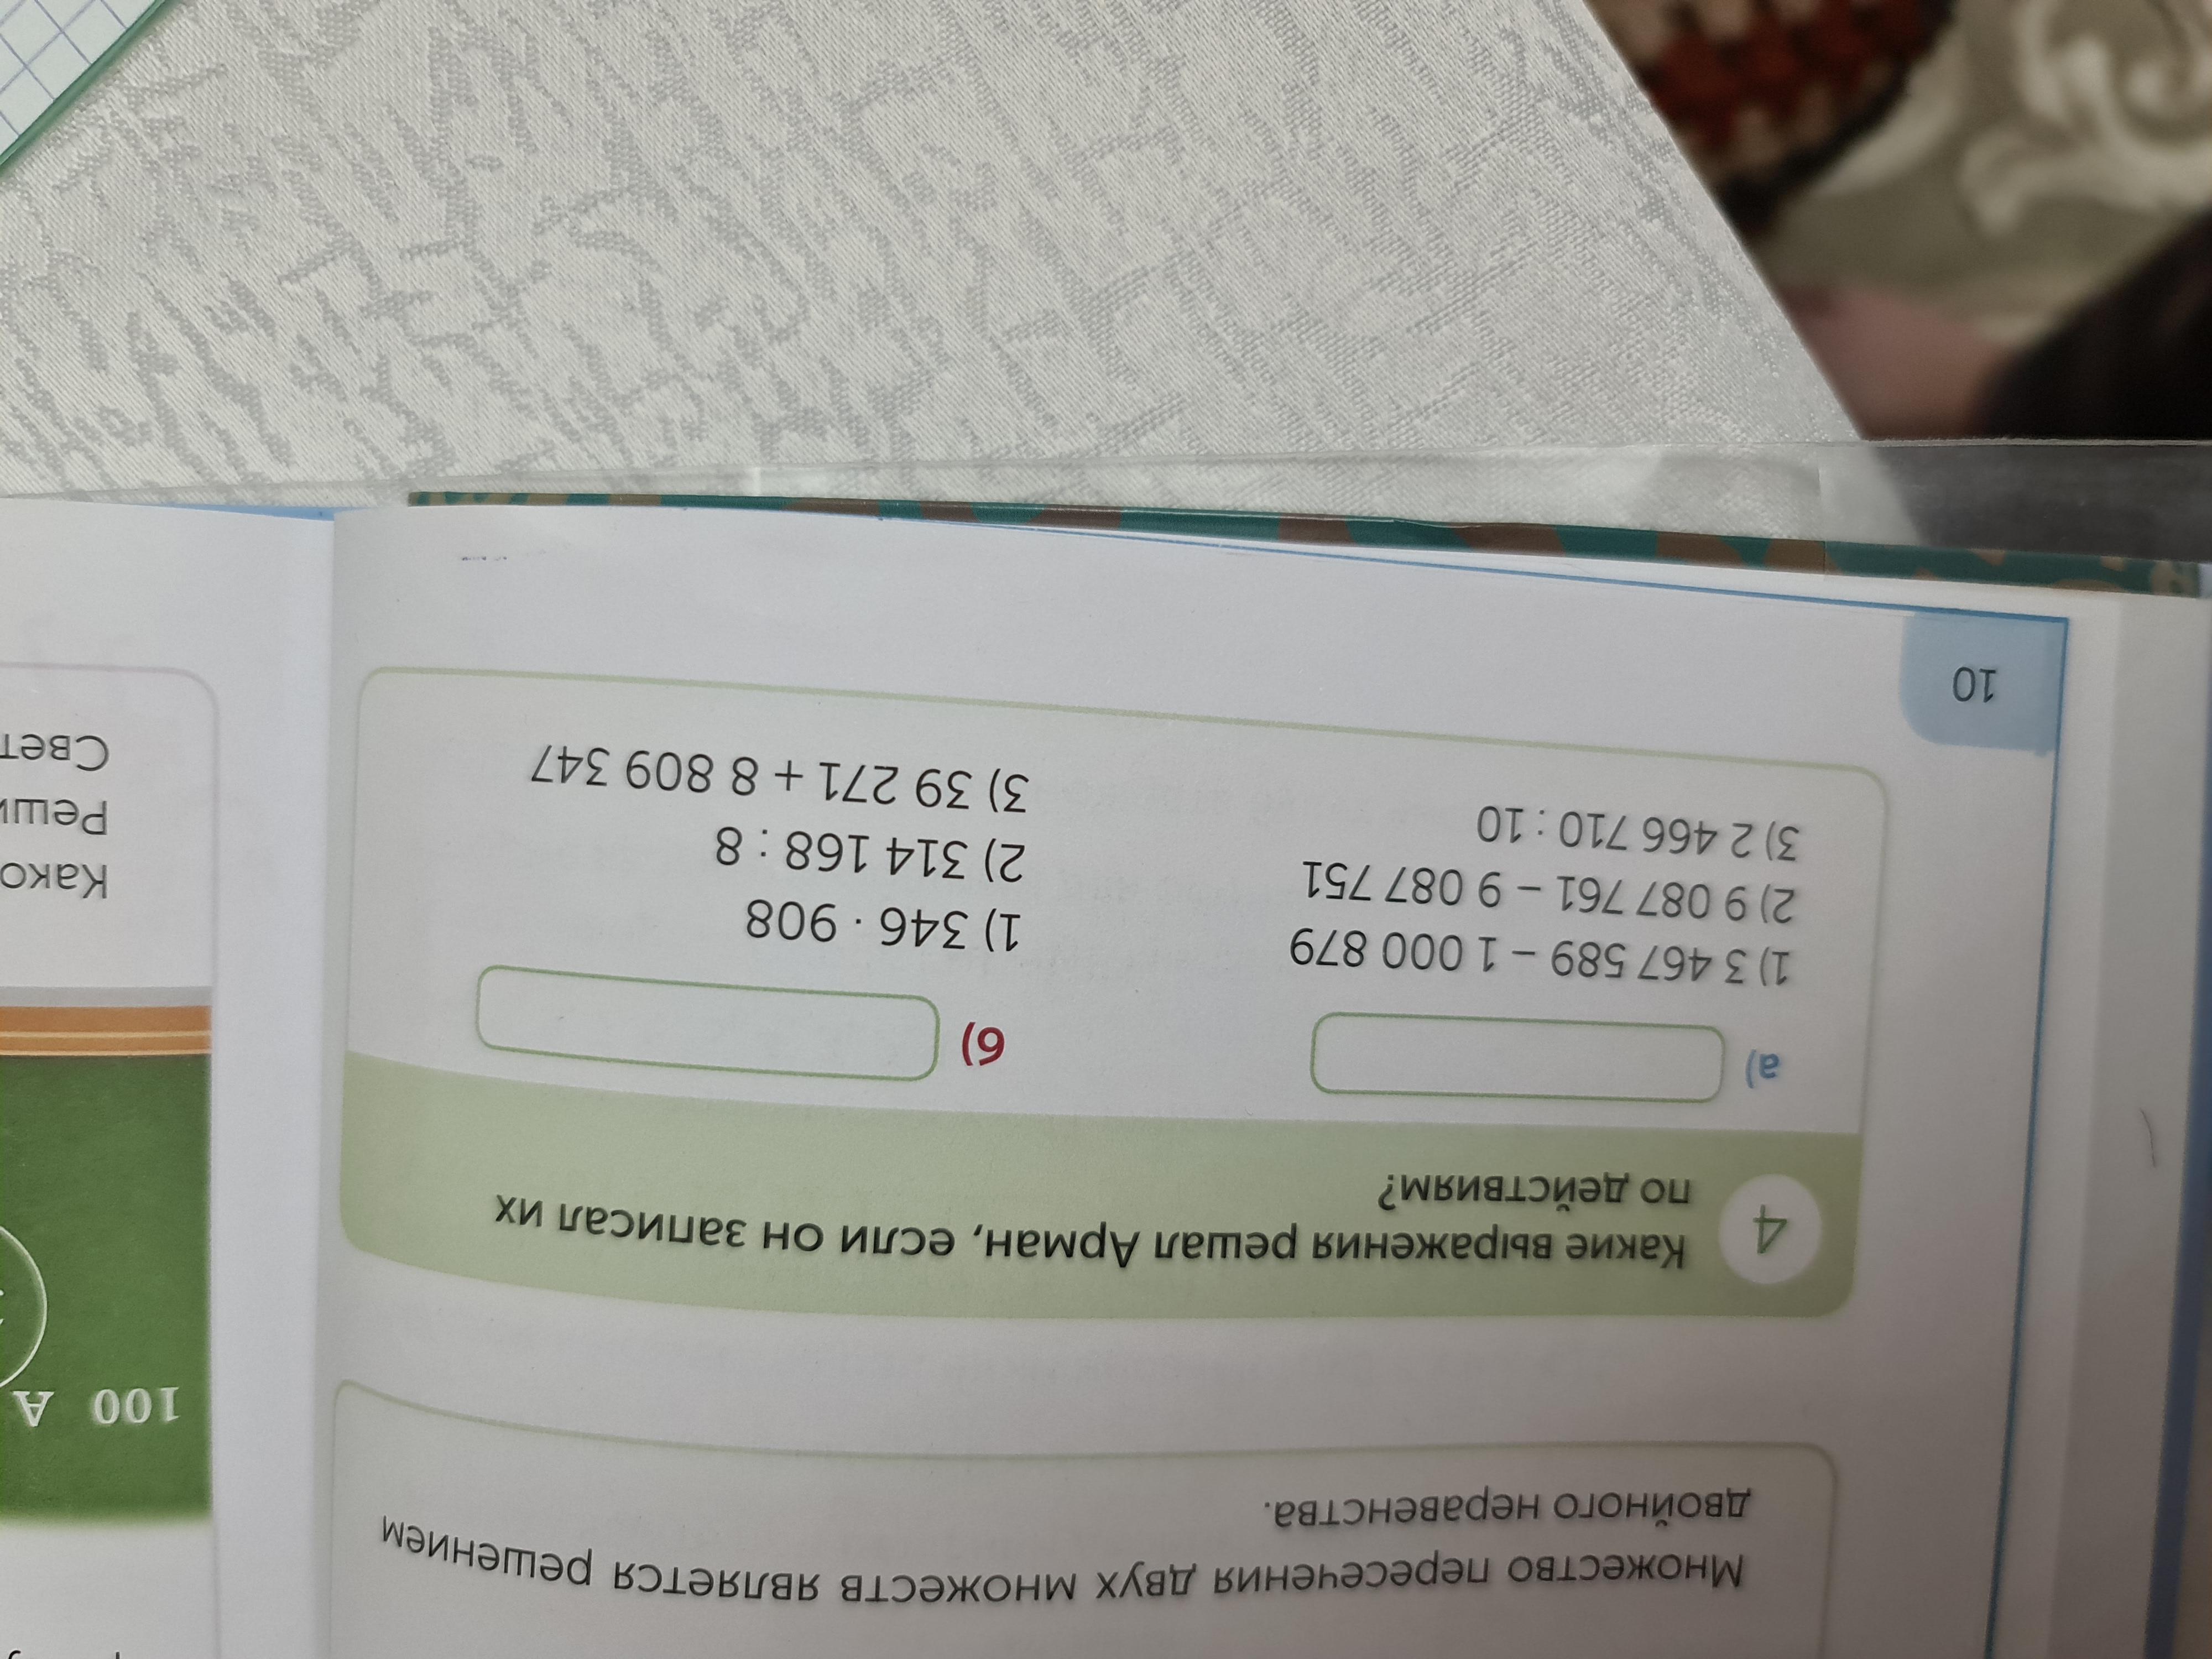 Множество пересечения двух множеств является решением
двойного неравенства.
4
Какие выражения решал Арман, если он записал их
по действиям?
а)
1) 3 467 589 – 1 000 879
2) 9 087 761 – 9 087 751
3) 2 466 710 : 10
б)
1) 346 · 908
2) 314 168 : 8
3) 39 271 + 8 809 347
10
100 А
Како
Реши
Свет